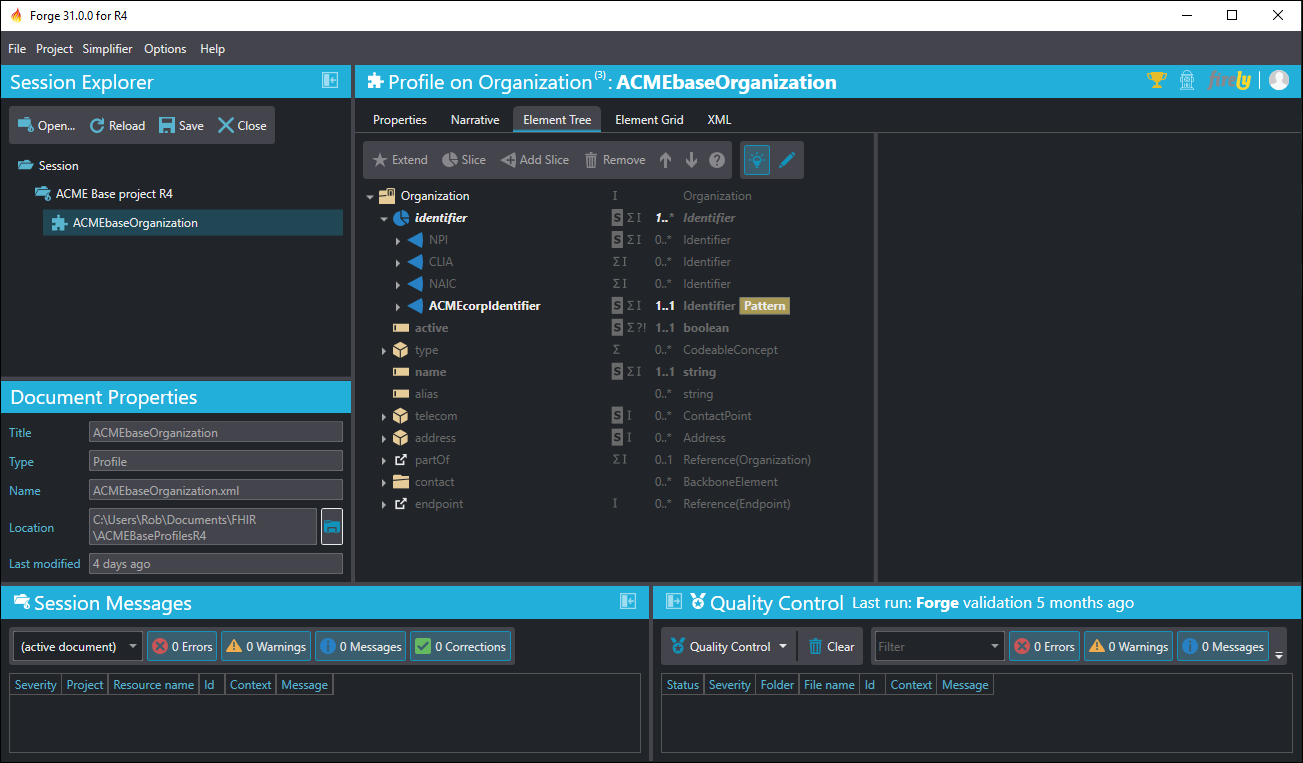 Forge 31.0.0 for R4
File Project Simplifier Options Help
Session Explorer
Open... Reload Save Close
Session
ACME Base project R4
ACMEbaseOrganization
Document Properties
Title ACMEbaseOrganization
Type Profile
Name ACMEbaseOrganization.xml
Location C:\Users\Rob\Documents\FHIR
\ACMEBaseProfilesR4
Last modified 4 days ago
Profile on Organization (3) : ACMEbaseOrganization
firely
Properties Narrative Element Tree Element Grid XML
Extend Slice Add Slice Remove ?
Organization I Organization
identifier S Σ I 1..* Identifier
NPI S Σ I 0..* Identifier
CLIA Σ I 0..* Identifier
NAIC Σ I 0..* Identifier
ACMEcorpIdentifier S Σ I 1..1 Identifier Pattern
active S Σ ?! 1..1 boolean
type Σ 0..* CodeableConcept
name S Σ I 1..1 string
alias 0..* string
telecom S I 0..* ContactPoint
address S I 0..* Address
partOf Σ I 0..1 Reference(Organization)
contact 0..* BackboneElement
endpoint I 0..* Reference(Endpoint)
Session Messages
(active document) 0 Errors 0 Warnings 0 Messages 0 Corrections
Severity Project Resource name Id Context Message
Quality Control Last run: Forge validation 5 months ago
Quality Control Clear Filter 0 Errors 0 Warnings 0 Messages
Status Severity Folder File name Id Context Message